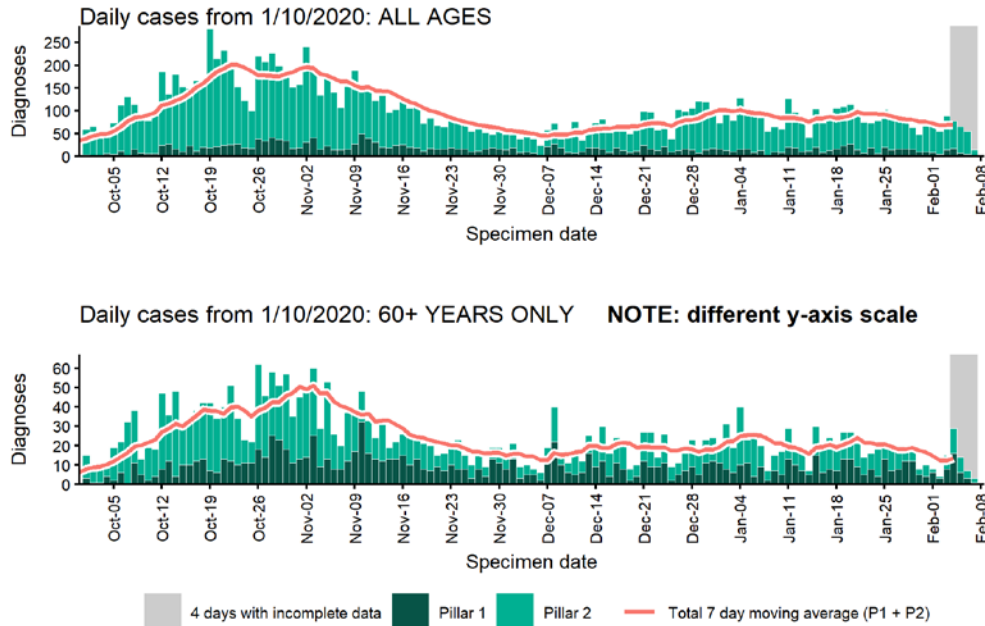 Daily cases from 1/10/2020: ALL AGES
Diagnoses
250
200
150
100
50
0
Oct-05
Oct-12
Oct-19
Oct-26
Nov-02
Nov-09
Nov-16
Nov-23
Nov-30
Dec-07
Dec-14
Dec-21
Dec-28
Jan-04
Jan-11
Jan-18
Jan-25
Feb-01
Feb-08
Specimen date
Daily cases from 1/10/2020: 60+ YEARS ONLY NOTE: different y-axis scale
Diagnoses
60
50
40
30
20
10
0
Oct-05
Oct-12
Oct-19
Oct-26
Nov-02
Nov-09
Nov-16
Nov-23
Nov-30
Dec-07
Dec-14
Dec-21
Dec-28
Jan-04
Jan-11
Jan-18
Jan-25
Feb-01
Feb-08
Specimen date
4 days with incomplete data Pillar 1 Pillar 2 Total 7 day moving average (P1 + P2)